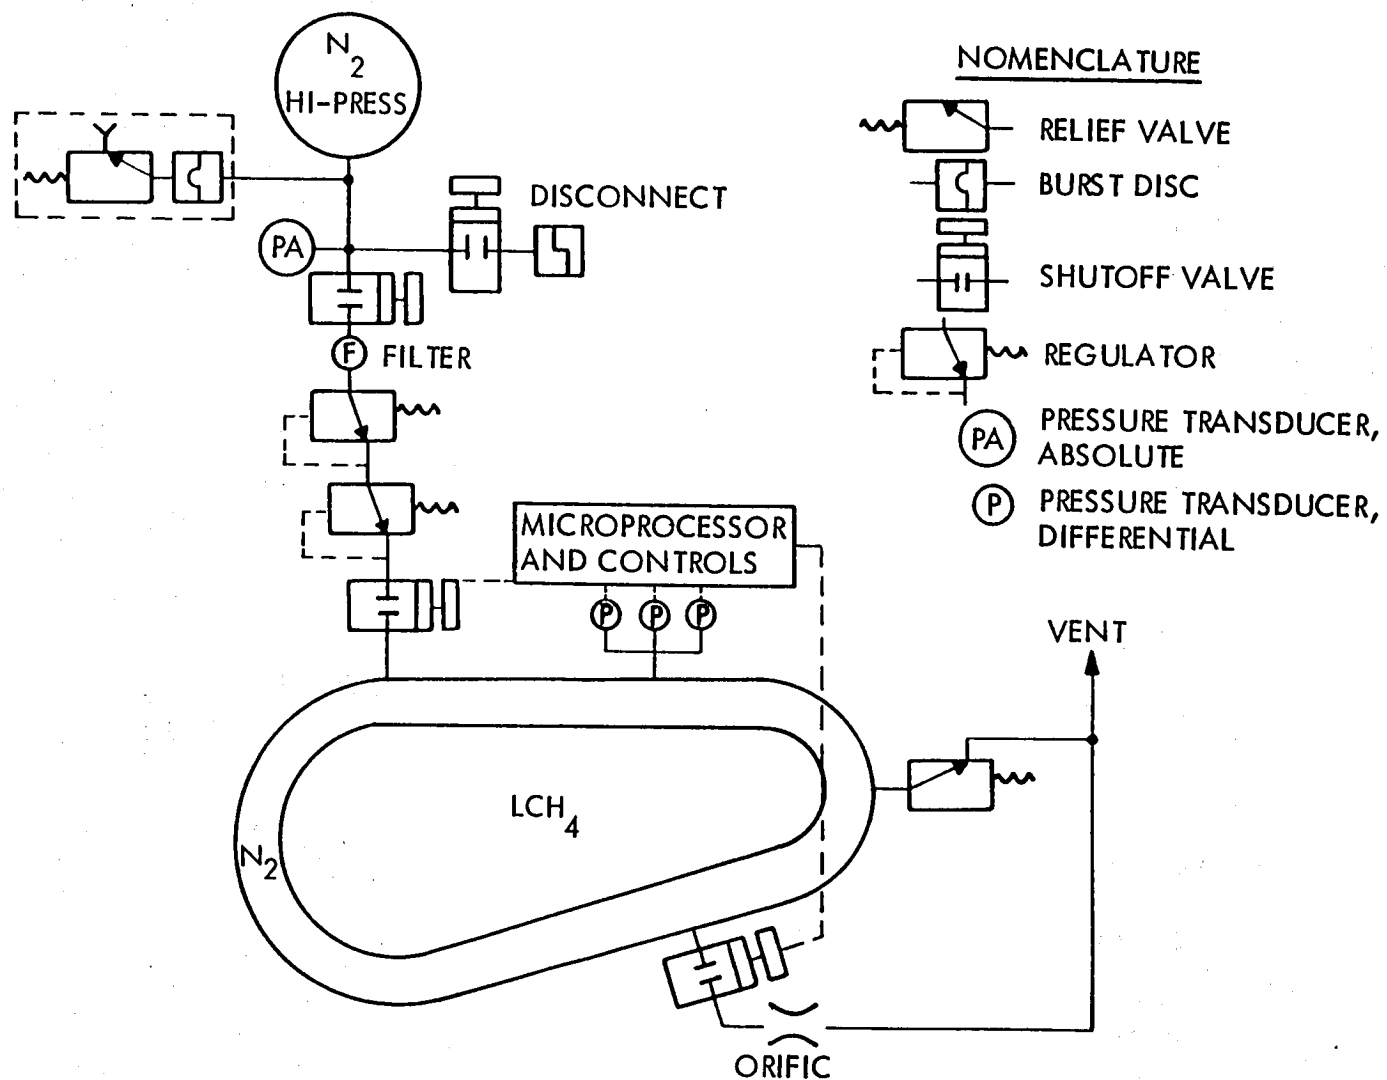 N2
HI-PRESS
DISCONNECT
PA
F FILTER
MICROPROCESSOR
AND CONTROLS
P P P
LCH4
N2
ORIFIC
VENT
NOMENCLATURE
RELIEF VALVE
BURST DISC
SHUTOFF VALVE
REGULATOR
PA PRESSURE TRANSDUCER,
ABSOLUTE
P PRESSURE TRANSDUCER,
DIFFERENTIAL